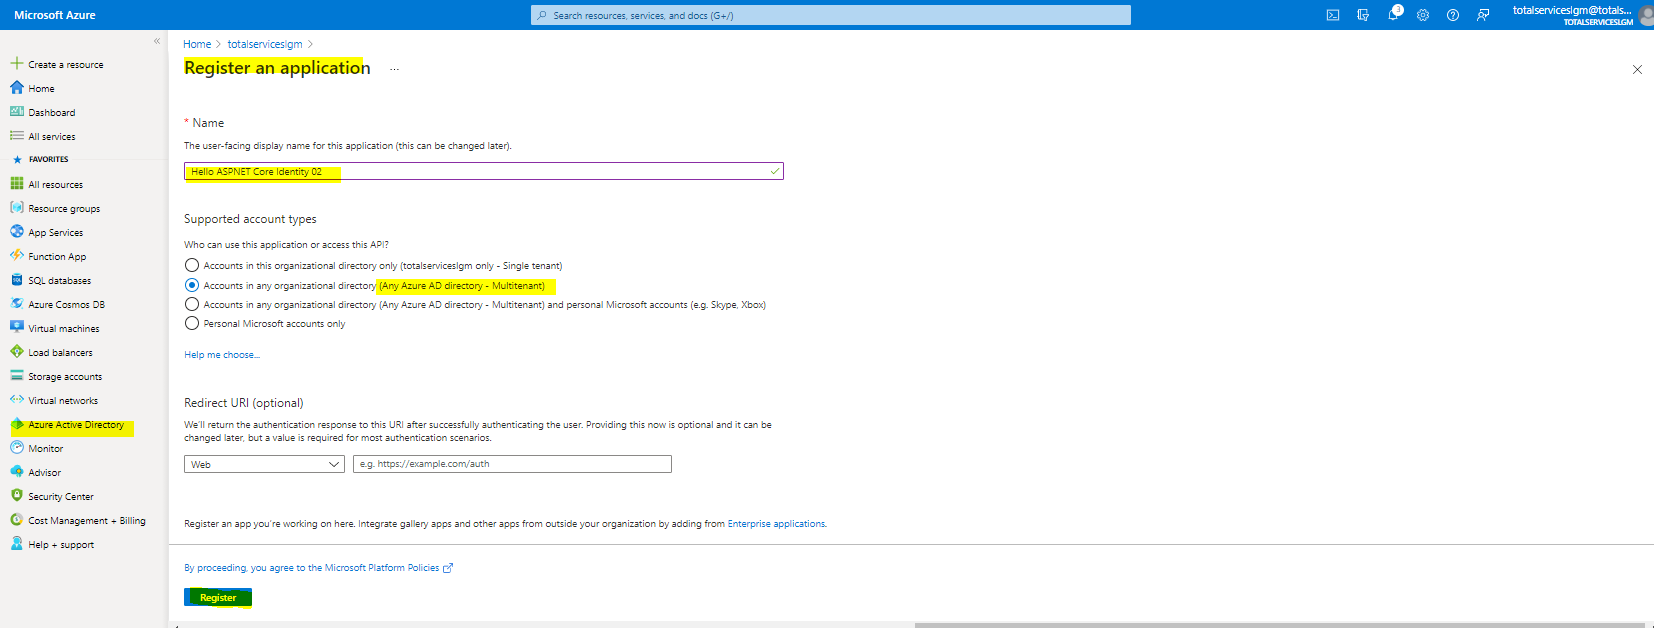 Microsoft Azure
Search resources, services, and docs (G+/)
3
totalserviceslgm@totals...
TOTALSERVICESLGM
«
Create a resource
Home
Dashboard
All services
FAVORITES
All resources
Resource groups
App Services
Function App
SQL databases
Azure Cosmos DB
Virtual machines
Load balancers
Storage accounts
Virtual networks
Azure Active Directory
Monitor
Advisor
Security Center
Cost Management + Billing
Help + support
Home > totalserviceslgm >
Register an application ...
* Name
The user-facing display name for this application (this can be changed later).
Hello ASPNET Core Identity 02
Supported account types
Who can use this application or access this API?
Accounts in this organizational directory only (totalserviceslgm only - Single tenant)
Accounts in any organizational directory (Any Azure AD directory - Multitenant)
Accounts in any organizational directory (Any Azure AD directory - Multitenant) and personal Microsoft accounts (e.g. Skype, Xbox)
Personal Microsoft accounts only
Help me choose...
Redirect URI (optional)
We'll return the authentication response to this URI after successfully authenticating the user. Providing this now is optional and it can be
changed later, but a value is required for most authentication scenarios.
Web
e.g. https://example.com/auth
Register an app you're working on here. Integrate gallery apps and other apps from outside your organization by adding from Enterprise applications.
By proceeding, you agree to the Microsoft Platform Policies
Register